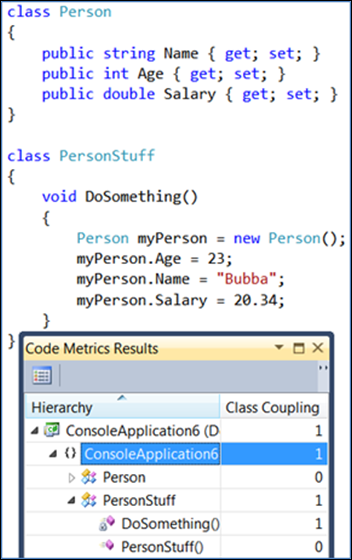 class Person
{
    public string Name { get; set; }
    public int Age { get; set; }
    public double Salary { get; set; }
}
class PersonStuff
{
    void DoSomething()
    {
        Person myPerson = new Person();
        myPerson.Age = 23;
        myPerson.Name = "Bubba";
        myPerson.Salary = 20.34;
    }
}
Code Metrics Results
Hierarchy Class Coupling
ConsoleApplication6 (D 1
{} ConsoleApplication6 1
Person 0
PersonStuff 1
DoSomething() 1
PersonStuff() 0